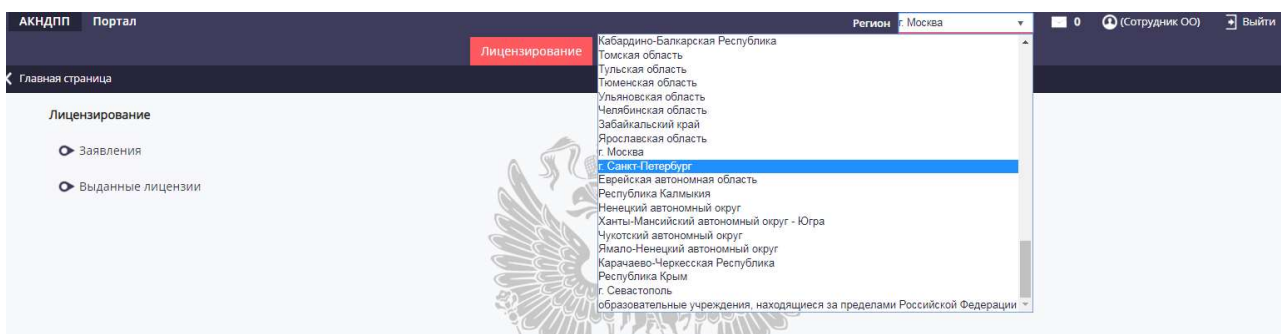 АКНДПП Портал Регион г. Москва 0 (Сотрудник ОО) Выйти
Лицензирование
Главная страница
Лицензирование
Заявления
Выданные лицензии
Кабардино-Балкарская Республика
Томская область
Тульская область
Тюменская область
Ульяновская область
Челябинская область
Забайкальский край
Ярославская область
г. Москва
г. Санкт-Петербург
Еврейская автономная область
Республика Калмыкия
Ненецкий автономный округ
Ханты-Мансийский автономный округ - Югра
Чукотский автономный округ
Ямало-Ненецкий автономный округ
Карачаево-Черкесская Республика
Республика Крым
г. Севастополь
образовательные учреждения, находящиеся за пределами Российской Федерации